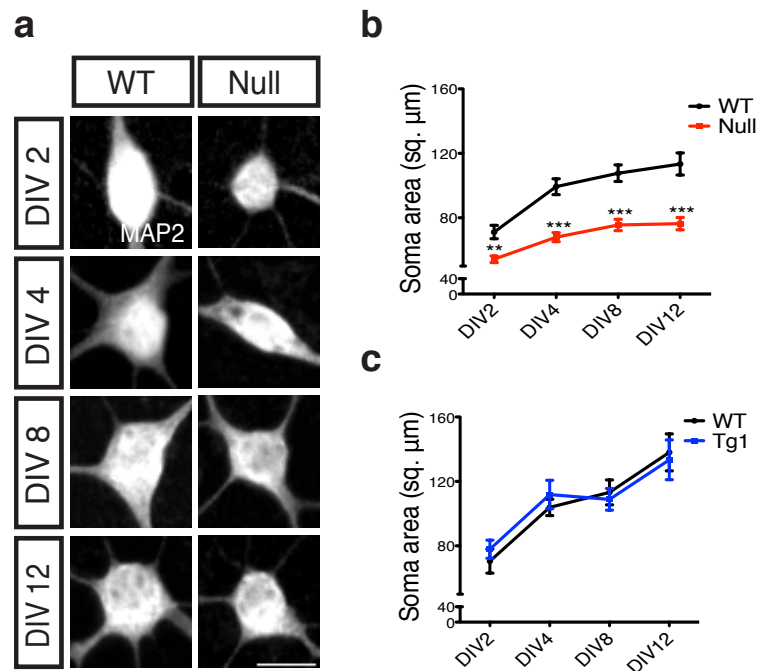 a
WT
Null
DIV 2
MAP2
DIV 4
DIV 8
DIV 12
b
Soma area (sq. μm)
160
120
80
40
0
WT
Null
**
***
***
***
DIV2
DIV4
DIV8
DIV12
c
Soma area (sq. μm)
160
120
80
40
0
WT
Tg1
DIV2
DIV4
DIV8
DIV12